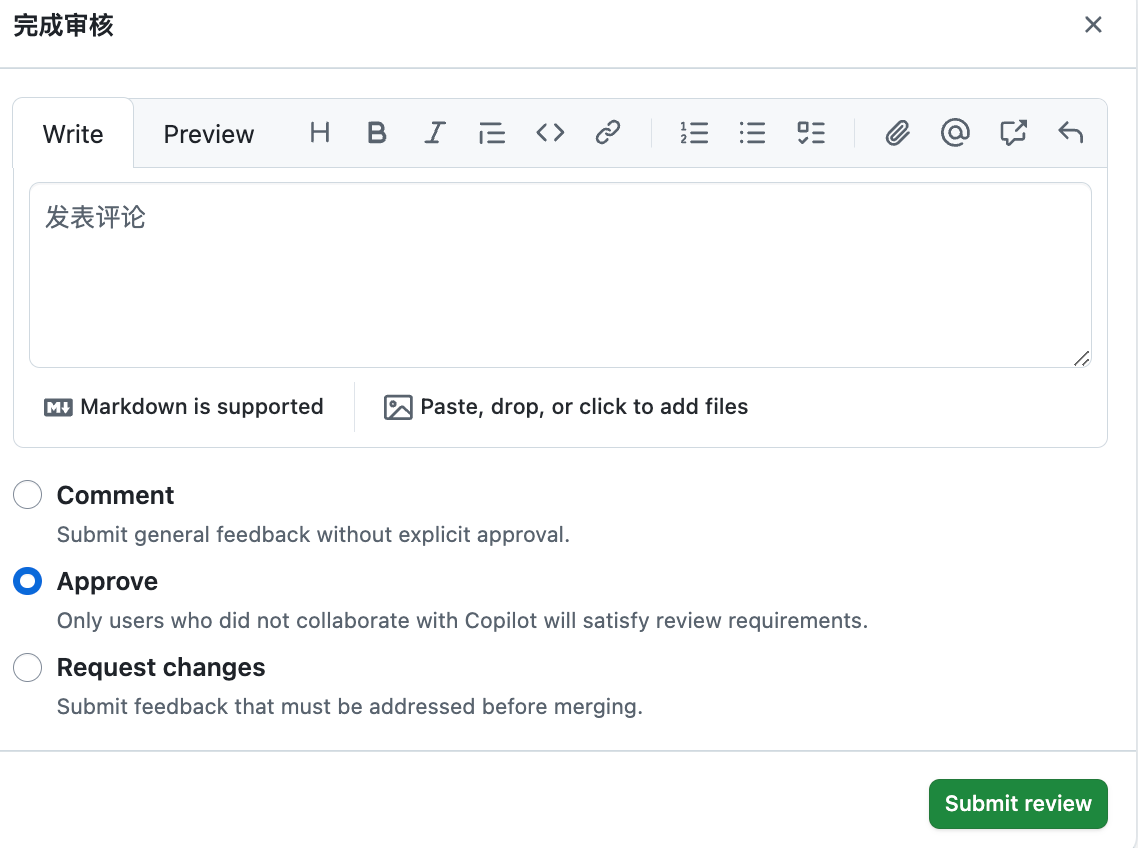 完成审核
Write Preview
发表评论
Markdown is supported Paste, drop, or click to add files
Comment
Submit general feedback without explicit approval.
Approve
Only users who did not collaborate with Copilot will satisfy review requirements.
Request changes
Submit feedback that must be addressed before merging.
Submit review